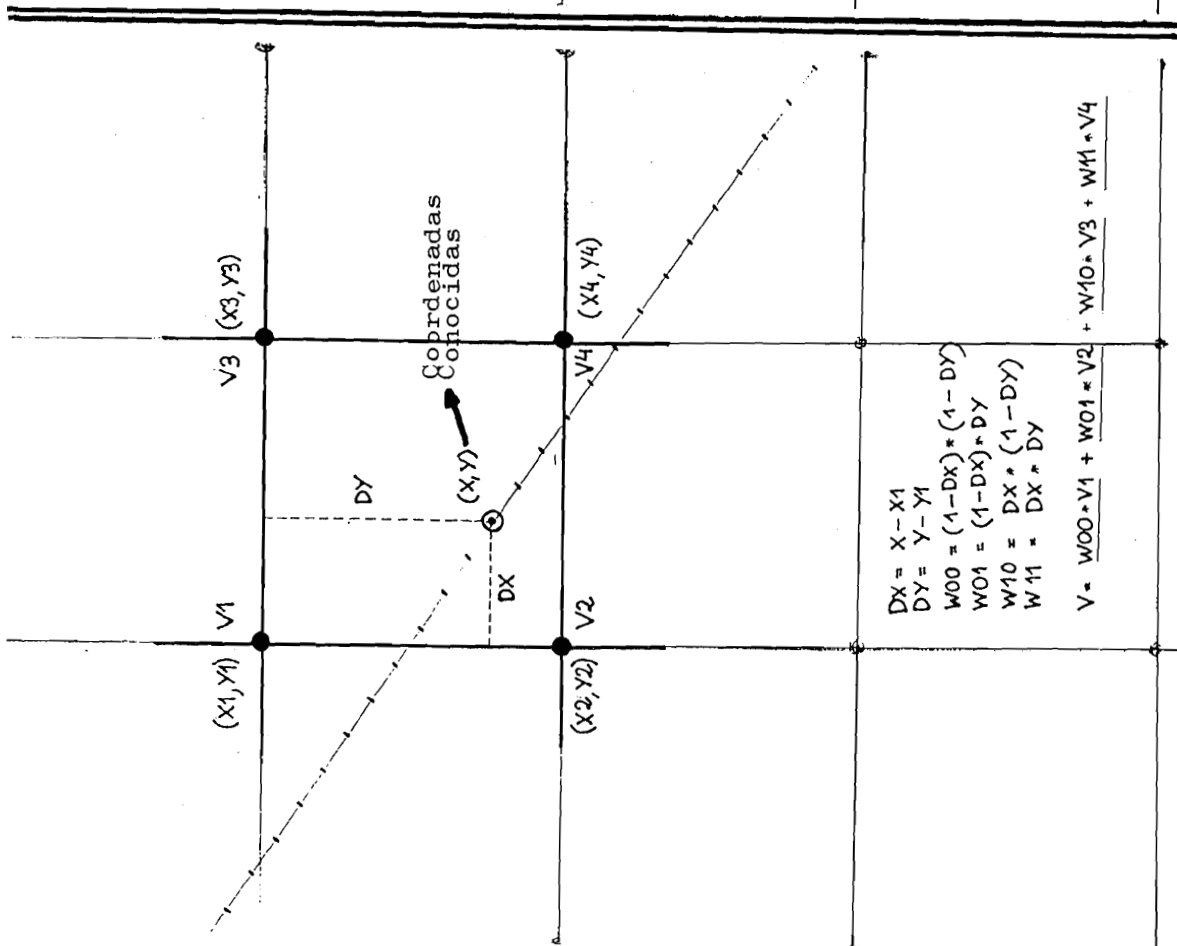 (X1,Y1)
V1
V3
(X3,Y3)
DY
(X,Y)
Coordenadas
Conocidas
DX
(X2,Y2)
V2
V4
(X4,Y4)
DX = X-X1
DY = Y-Y1
W00 = (1-DX)*(1-DY)
W01 = (1-DX)*DY
W10 = DX*(1-DY)
W11 = DX*DY
V= W00*V1 + W01*V2 + W10*V3 + W11*V4